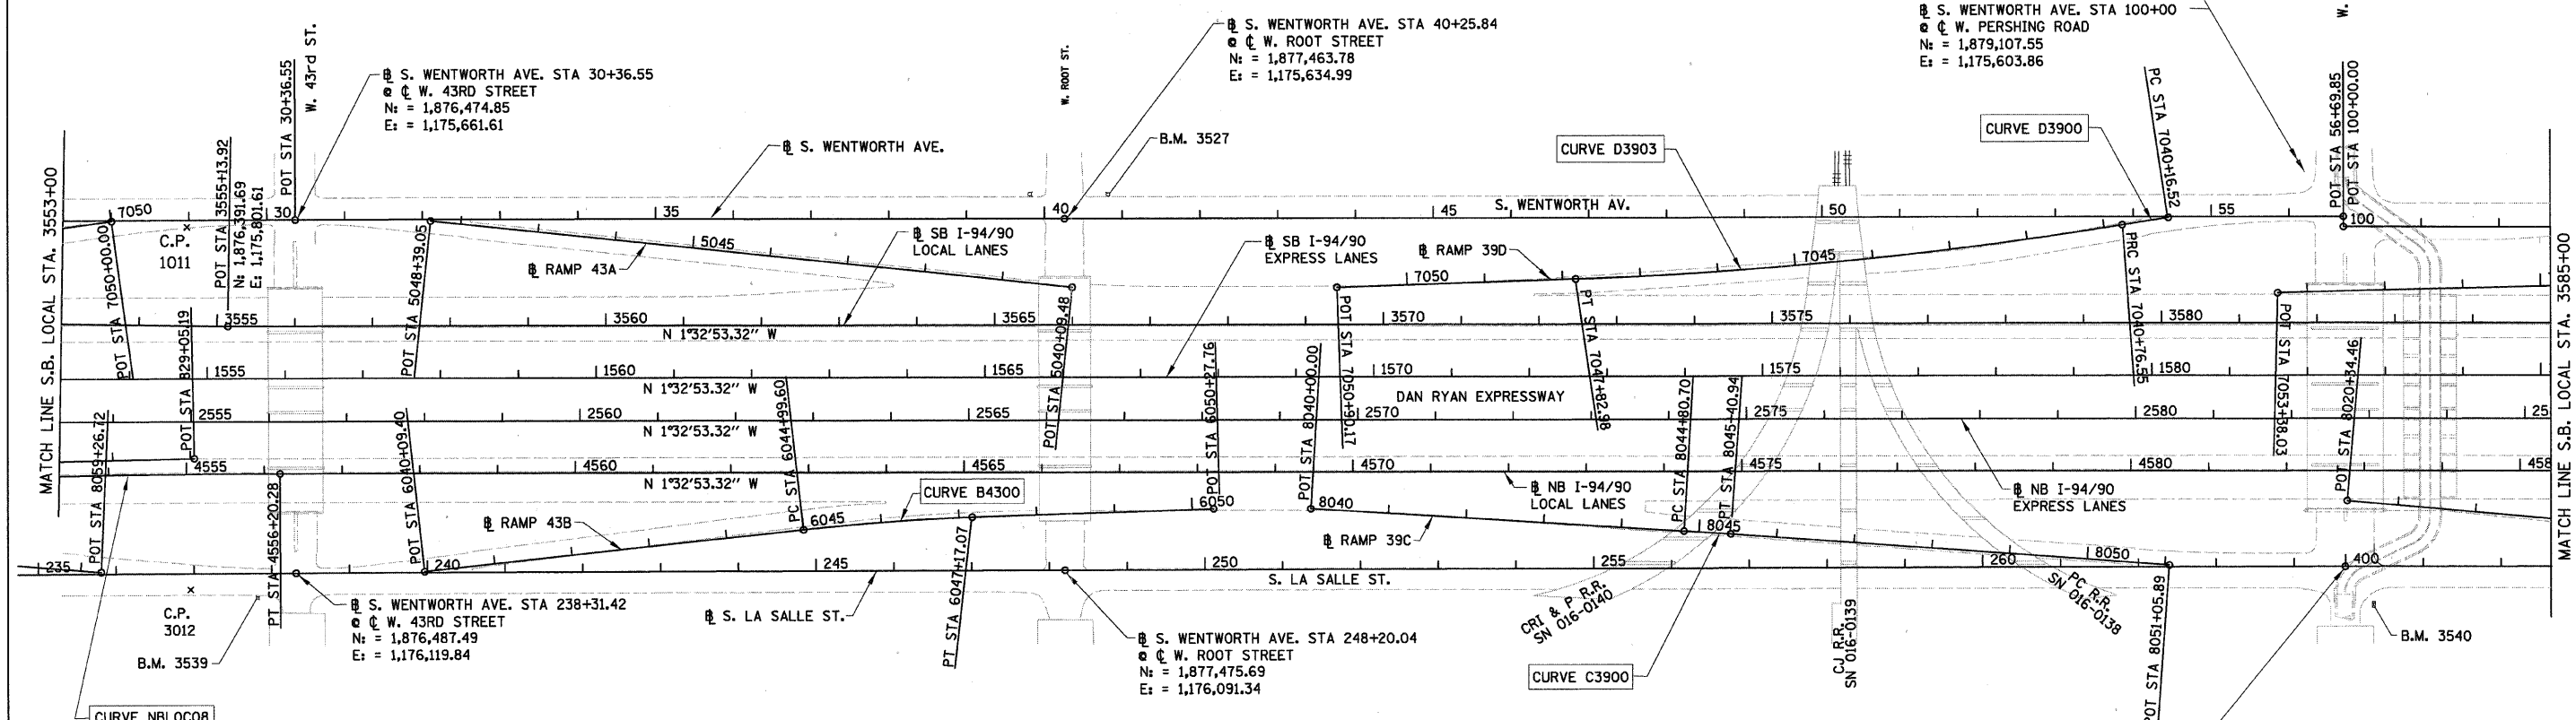 MATCH LINE S.B. LOCAL STA. 3553+00
W. 43rd ST.
POT STA 30+36.55
℄ S. WENTWORTH AVE. STA 30+36.55
@ ℄ W. 43RD STREET
N: = 1,876,474.85
E: = 1,175,661.61
W. ROOT ST.
℄ S. WENTWORTH AVE. STA 40+25.84
@ ℄ W. ROOT STREET
N: = 1,877,463.78
E: = 1,175,634.99
℄ S. WENTWORTH AVE. STA 100+00
@ ℄ W. PERSHING ROAD
N: = 1,879,107.55
E: = 1,175,603.86
W.
PC STA 7040+16.52
POT STA 56+69.85
POT STA 100+00.00
CURVE D3900
CURVE D3903
B.M. 3527
℄ S. WENTWORTH AVE.
POT STA 3555+13.92
N: 1,876,391.69
E: 1,175,801.61
7050
30
35
40
45
S. WENTWORTH AV.
50
55
100
C.P.
1011
POT STA 7050+00.00
POT STA 829+05.19
POT STA 5048+39.05
5045
℄ RAMP 43A
℄ SB I-94/90
LOCAL LANES
℄ SB I-94/90
EXPRESS LANES
℄ RAMP 39D
7050
7045
PRC STA 7040+76.55
3555
3560
3565
3570
3575
3580
N 1°32'53.32" W
POT STA 5040+09.48
POT STA 7050+90.17
PT STA 7047+82.98
POT STA 7053+38.03
1555
1560
1565
1570
1575
1580
N 1°32'53.32" W
DAN RYAN EXPRESSWAY
2555
2560
2565
2570
2575
2580
25
N 1°32'53.32" W
POT STA 8059+26.72
POT STA 6040+09.40
PC STA 6044+99.60
POT STA 6050+27.76
POT STA 8040+00.00
PC STA 8044+80.70
PT STA 8045+40.94
POT STA 8020+34.46
4555
4560
4565
4570
4575
4580
458
N 1°32'53.32" W
CURVE B4300
℄ NB I-94/90
LOCAL LANES
℄ NB I-94/90
EXPRESS LANES
℄ RAMP 43B
6045
6050
8040
℄ RAMP 39C
8045
8050
235
240
245
250
S. LA SALLE ST.
255
260
400
PT STA 4556+20.28
C.P.
3012
B.M. 3539
℄ S. WENTWORTH AVE. STA 238+31.42
@ ℄ W. 43RD STREET
N: = 1,876,487.49
E: = 1,176,119.84
℄ S. LA SALLE ST.
PT STA 6047+17.07
℄ S. WENTWORTH AVE. STA 248+20.04
@ ℄ W. ROOT STREET
N: = 1,877,475.69
E: = 1,176,091.34
CRI & P R.R.
SN 016-0140
CJ R.R.
SN 016-0139
PC R.R.
SN 016-0138
CURVE C3900
POT STA 8051+05.89
B.M. 3540
CURVE NBLOC08
MATCH LINE S.B. LOCAL STA. 3585+00